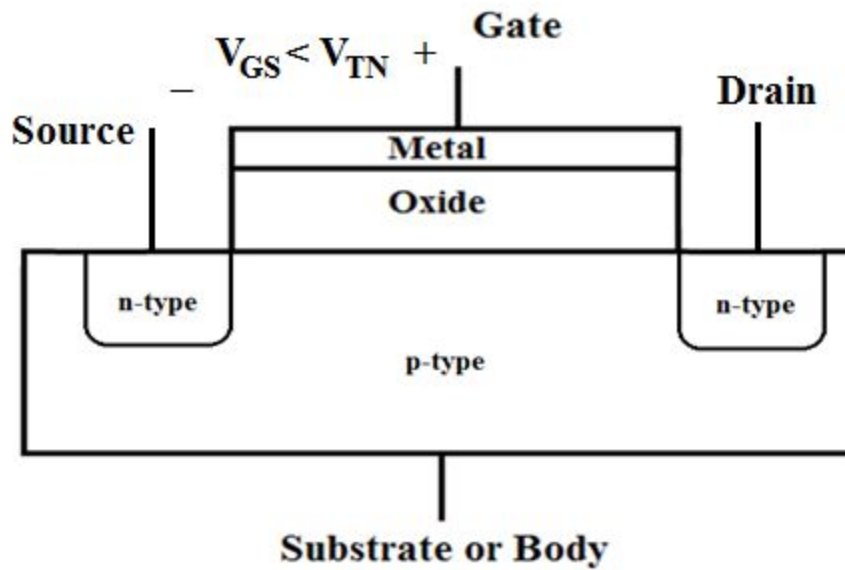 Gate
V_GS < V_TN +
–
Source
Drain
Metal
Oxide
n-type
n-type
p-type
Substrate or Body